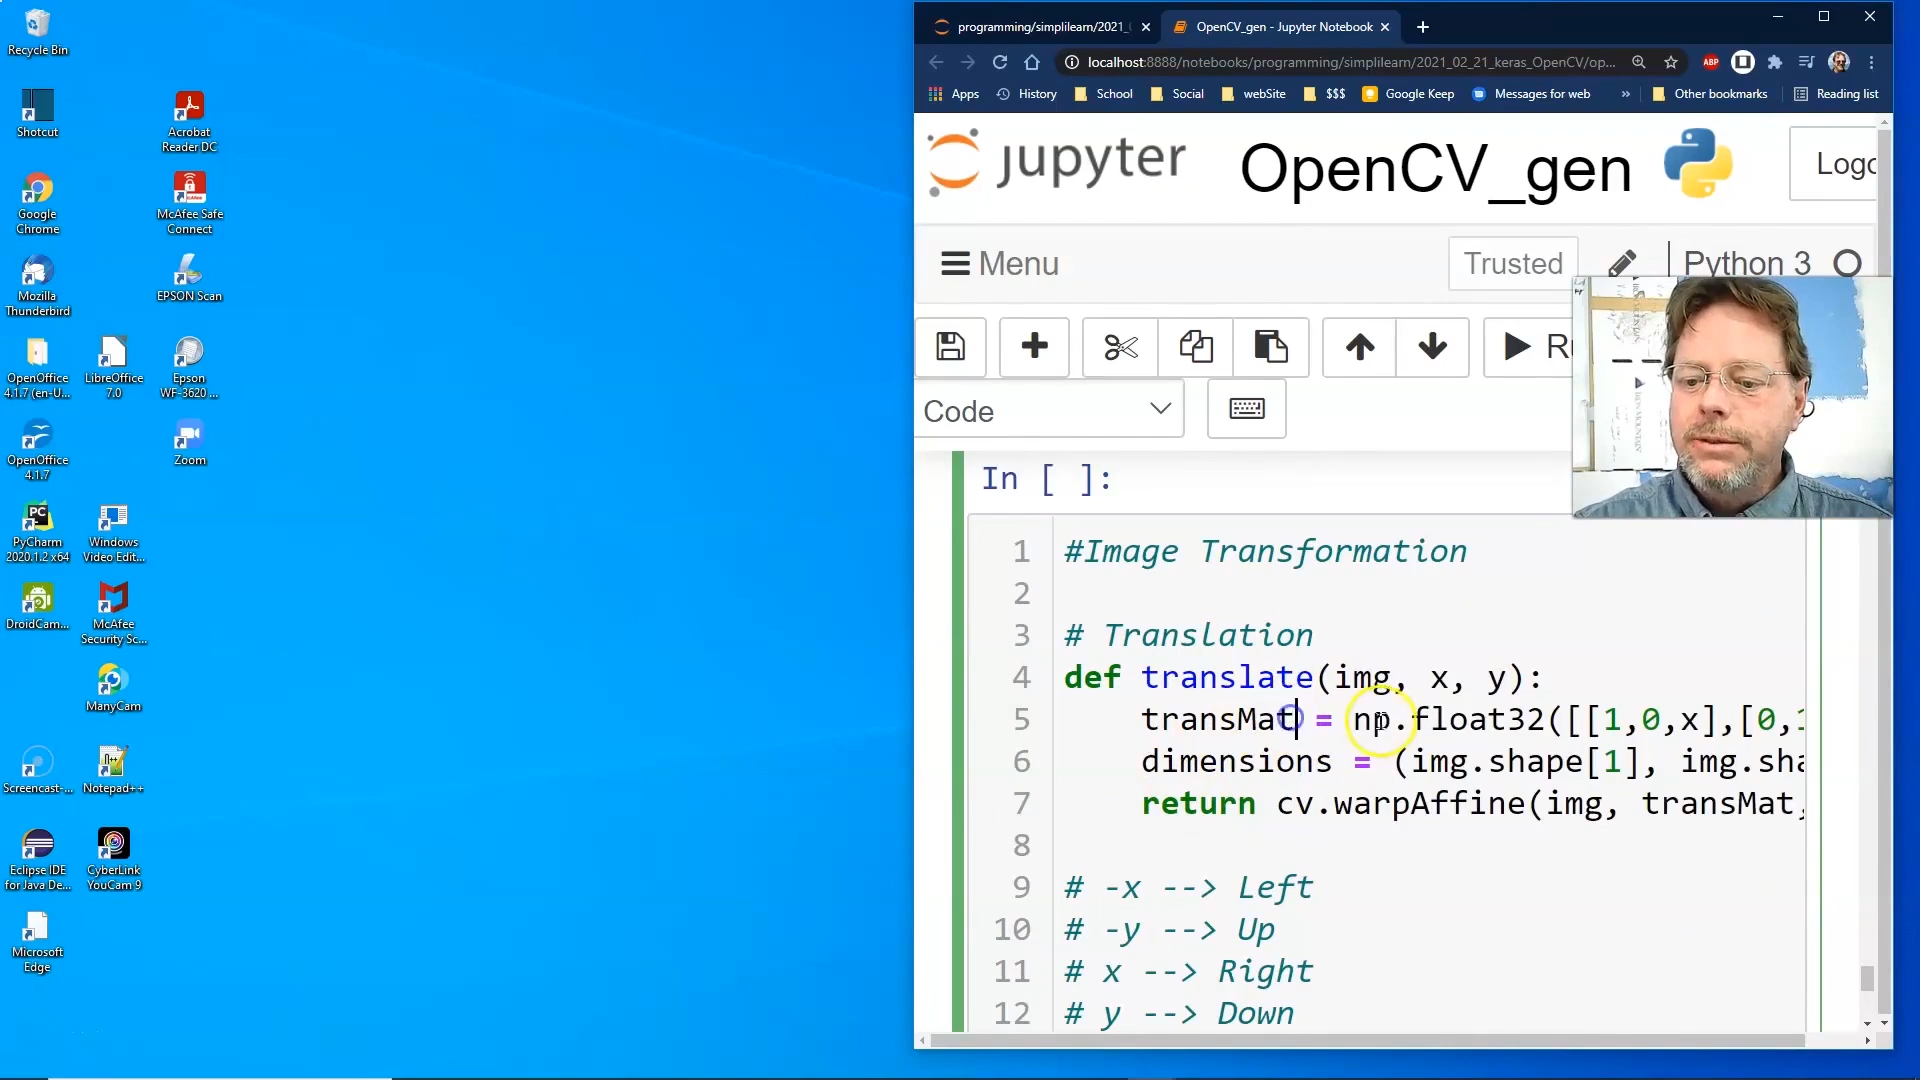 Recycle Bin
Shotcut
Acrobat
Reader DC
Google
Chrome
McAfee Safe
Connect
Mozilla
Thunderbird
EPSON Scan
OpenOffice
4.1.7 (en-U...
LibreOffice
7.0
Epson
WF-3620 ...
OpenOffice
4.1.7
Zoom
PyCharm
2020.1.2 x64
Windows
Video Edit...
DroidCam...
McAfee
Security Sc...
ManyCam
Screencast-...
Notepad++
Eclipse IDE
for Java De...
CyberLink
YouCam 9
Microsoft
Edge
programming/simplilearn/2021_
OpenCV_gen - Jupyter Notebook
localhost:8888/notebooks/programming/simplilearn/2021_02_21_keras_OpenCV/op...
ABP
Apps History School Social webSite $$$ Google Keep Messages for web » Other bookmarks Reading list
jupyter OpenCV_gen Logo
Menu Trusted Python 3
Code
In [ ]:
1 #Image Transformation
2
3 # Translation
4 def translate(img, x, y):
5 transMat = np.float32([[1,0,x],[0,1
6 dimensions = (img.shape[1], img.sha
7 return cv.warpAffine(img, transMat,
8
9 # -x --> Left
10 # -y --> Up
11 # x --> Right
12 # y --> Down